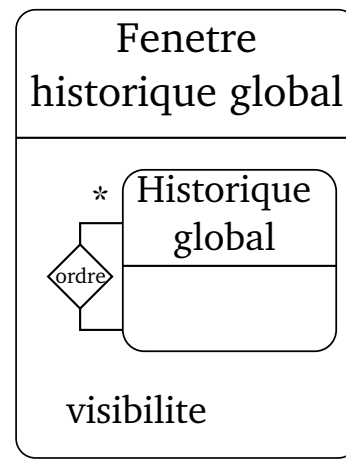 Fenetre
historique global
*
Historique
global
ordre
visibilite